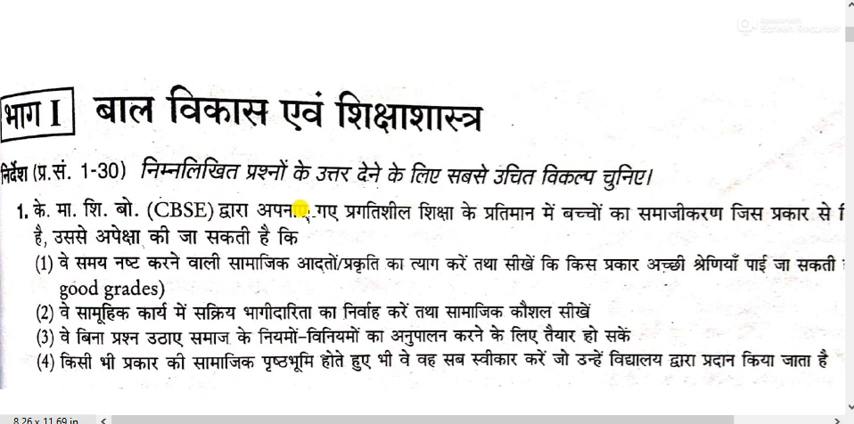 भाग I बाल विकास एवं शिक्षाशास्त्र
निर्देश (प्र.सं. 1-30) निम्नलिखित प्रश्नों के उत्तर देने के लिए सबसे उचित विकल्प चुनिए।
1. के. मा. शि. बो. (CBSE) द्वारा अपनाए गए प्रगतिशील शिक्षा के प्रतिमान में बच्चों का समाजीकरण जिस प्रकार से
है, उससे अपेक्षा की जा सकती है कि
(1) वे समय नष्ट करने वाली सामाजिक आदतों/प्रकृति का त्याग करें तथा सीखें कि किस प्रकार अच्छी श्रेणियाँ पाई जा सकती
good grades)
(2) वे सामूहिक कार्य में सक्रिय भागीदारिता का निर्वाह करें तथा सामाजिक कौशल सीखें
(3) वे बिना प्रश्न उठाए समाज के नियमों-विनियमों का अनुपालन करने के लिए तैयार हो सकें
(4) किसी भी प्रकार की सामाजिक पृष्ठभूमि होते हुए भी वे वह सब स्वीकार करें जो उन्हें विद्यालय द्वारा प्रदान किया जाता है
8.26 x 11.69 in